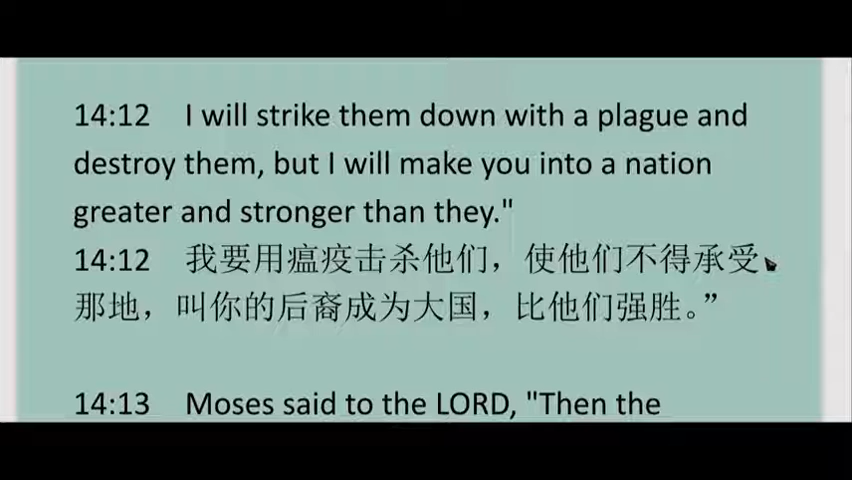 14:12 I will strike them down with a plague and
destroy them, but I will make you into a nation
greater and stronger than they."
14:12 我要用瘟疫击杀他们，使他们不得承受
那地，叫你的后裔成为大国，比他们强胜。”
14:13 Moses said to the LORD, "Then the